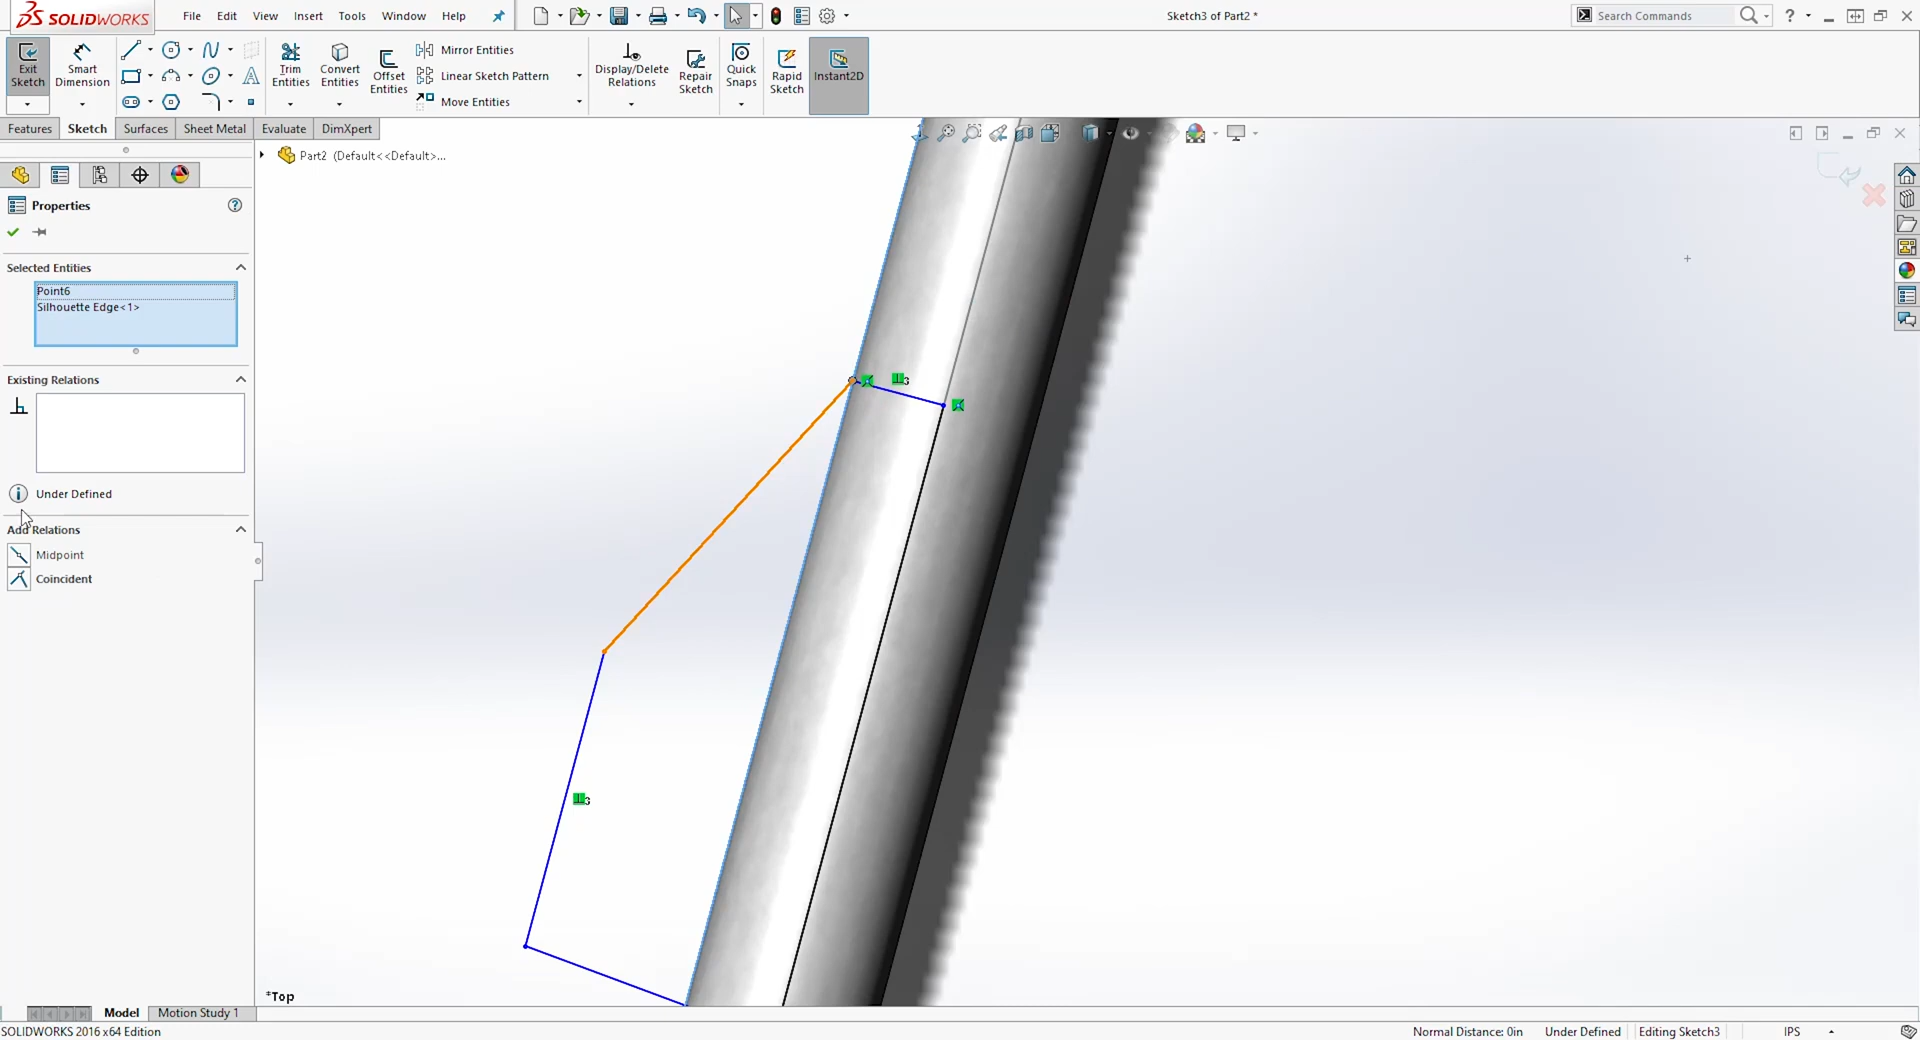 SOLIDWORKS
File Edit View Insert Tools Window Help
Sketch3 of Part2 *
Search Commands
Exit Sketch
Smart Dimension
Trim Entities
Convert Entities
Offset Entities
Mirror Entities
Linear Sketch Pattern
Move Entities
Display/Delete Relations
Repair Sketch
Quick Snaps
Rapid Sketch
Instant2D
Features Sketch Surfaces Sheet Metal Evaluate DimXpert
Part2 (Default<<Default>...
Properties
Selected Entities
Point6
Silhouette Edge<1>
Existing Relations
Under Defined
Add Relations
Midpoint
Coincident
3
3
*Top
Model Motion Study 1
SOLIDWORKS 2016 x64 Edition
Normal Distance: 0in Under Defined Editing Sketch3 IPS